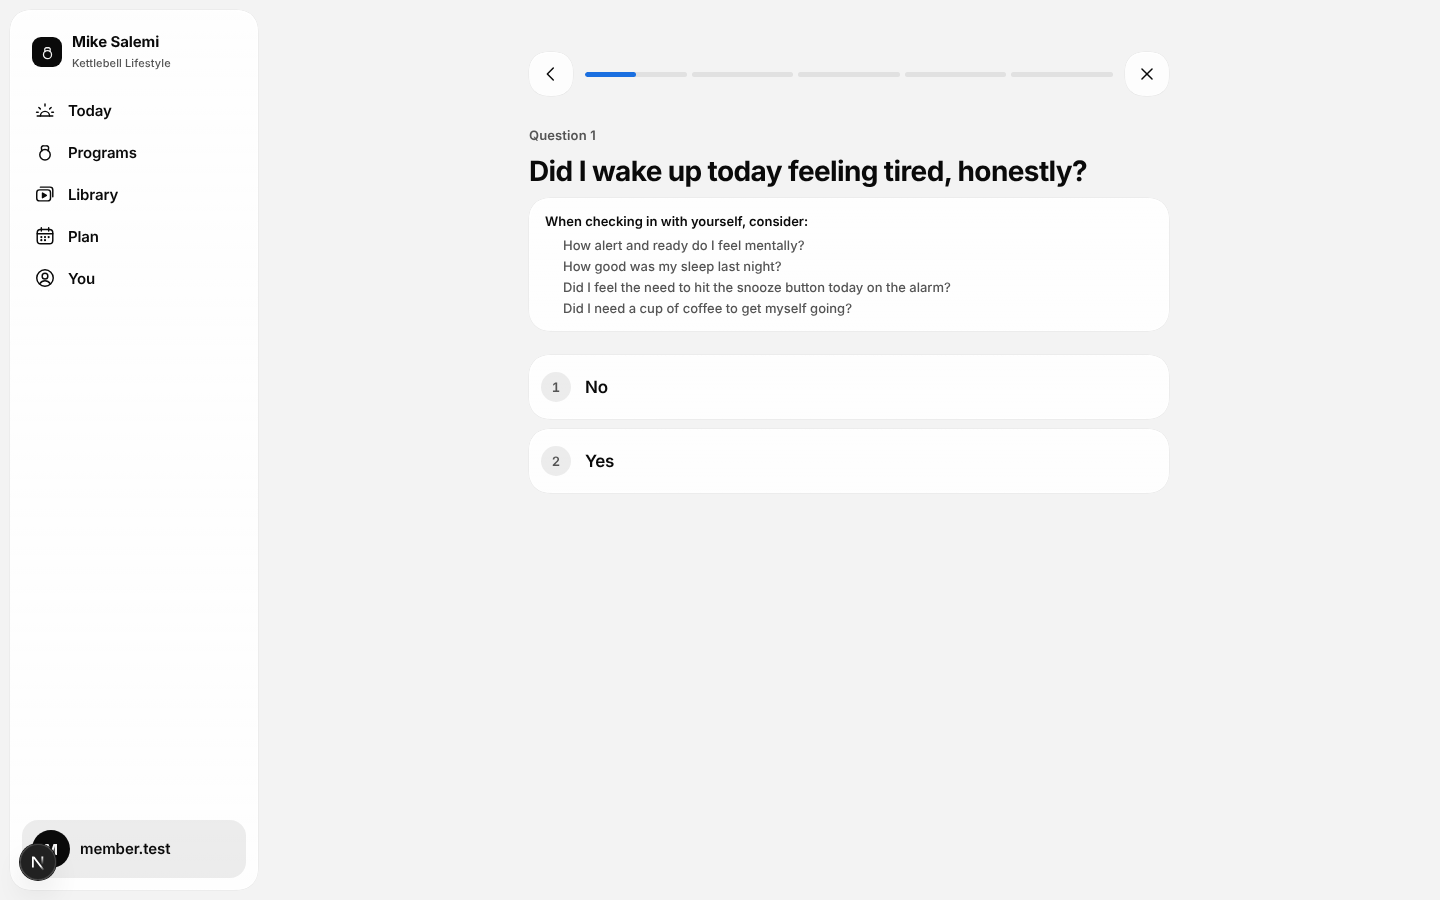 Mike Salemi
Kettlebell Lifestyle
Today
Programs
Library
Plan
You
member.test
Question 1
Did I wake up today feeling tired, honestly?
When checking in with yourself, consider:
How alert and ready do I feel mentally?
How good was my sleep last night?
Did I feel the need to hit the snooze button today on the alarm?
Did I need a cup of coffee to get myself going?
1 No
2 Yes